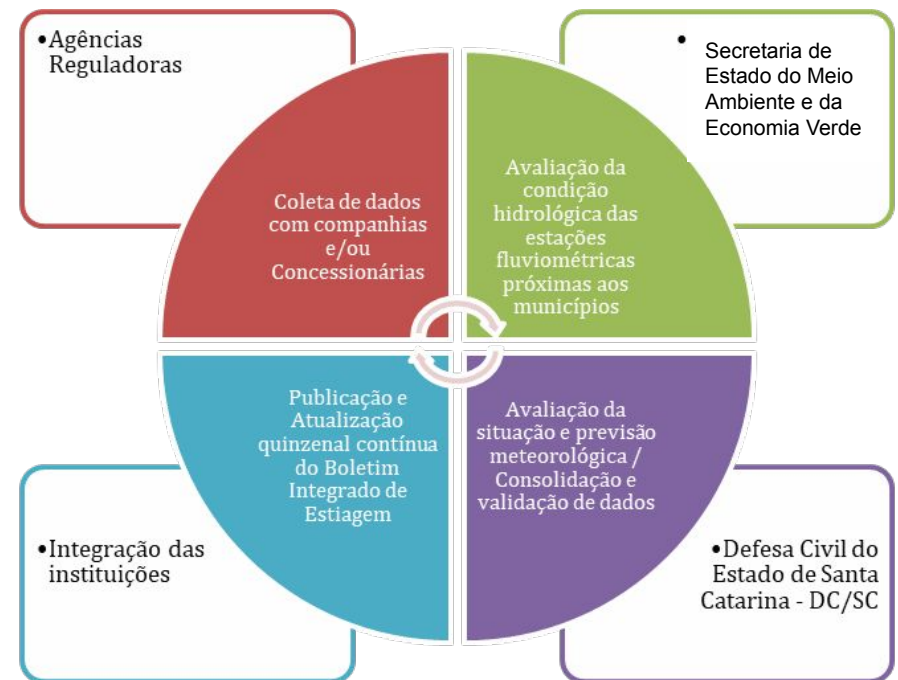 •Agências
Reguladoras
•
Secretaria de
Estado do Meio
Ambiente e da
Economia Verde
Coleta de dados
com companhias
e/ou
Concessionárias
Avaliação da
condição
hidrológica das
estações
fluviométricas
próximas aos
municípios
Publicação e
Atualização
quinzenal contínua
do Boletim
Integrado de
Estiagem
Avaliação da
situação e previsão
meteorológica /
Consolidação e
validação de dados
•Integração das
instituições
•Defesa Civil do
Estado de Santa
Catarina - DC/SC